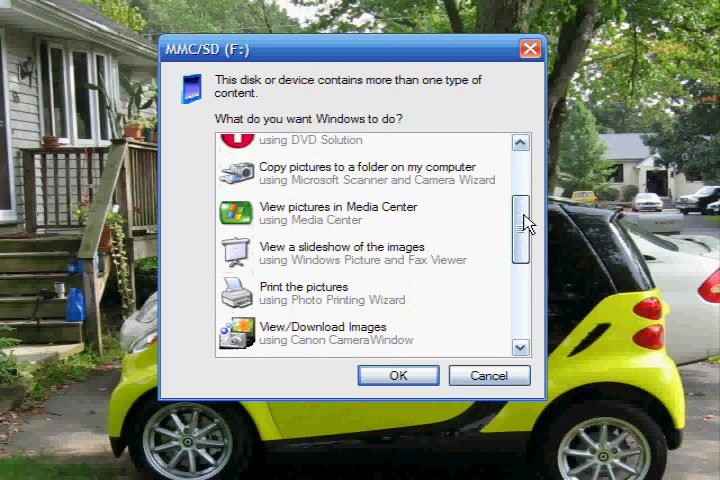 MMC/SD (F:)
This disk or device contains more than one type of
content.
What do you want Windows to do?
using DVD Solution
Copy pictures to a folder on my computer
using Microsoft Scanner and Camera Wizard
View pictures in Media Center
using Media Center
View a slideshow of the images
using Windows Picture and Fax Viewer
Print the pictures
using Photo Printing Wizard
View/Download Images
using Canon CameraWindow
OK
Cancel